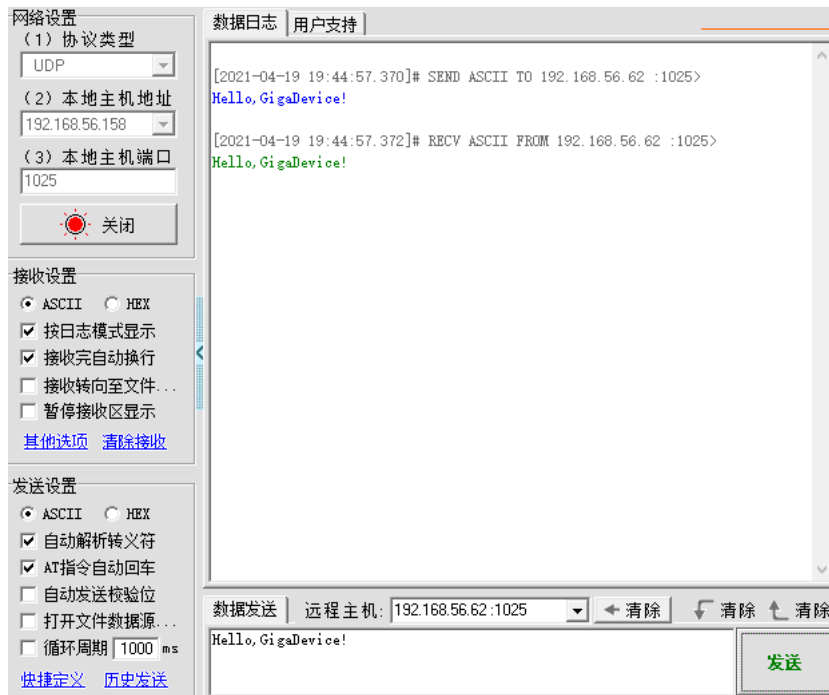 网络设置
(1) 协议类型
UDP
(2) 本地主机地址
192.168.56.158
(3) 本地主机端口
1025
关闭
接收设置
ASCII HEX
按日志模式显示
接收完自动换行
接收转向至文件...
暂停接收区显示
其他选项 清除接收
发送设置
ASCII HEX
自动解析转义符
AT指令自动回车
自动发送校验位
打开文件数据源...
循环周期 1000 ms
快捷定义 历史发送
数据日志 用户支持
[2021-04-19 19:44:57.370]# SEND ASCII TO 192.168.56.62 :1025>
Hello,GigaDevice!
[2021-04-19 19:44:57.372]# RECV ASCII FROM 192.168.56.62 :1025>
Hello,GigaDevice!
数据发送 远程主机: 192.168.56.62 :1025 清除 清除 清除
Hello,GigaDevice!
发送